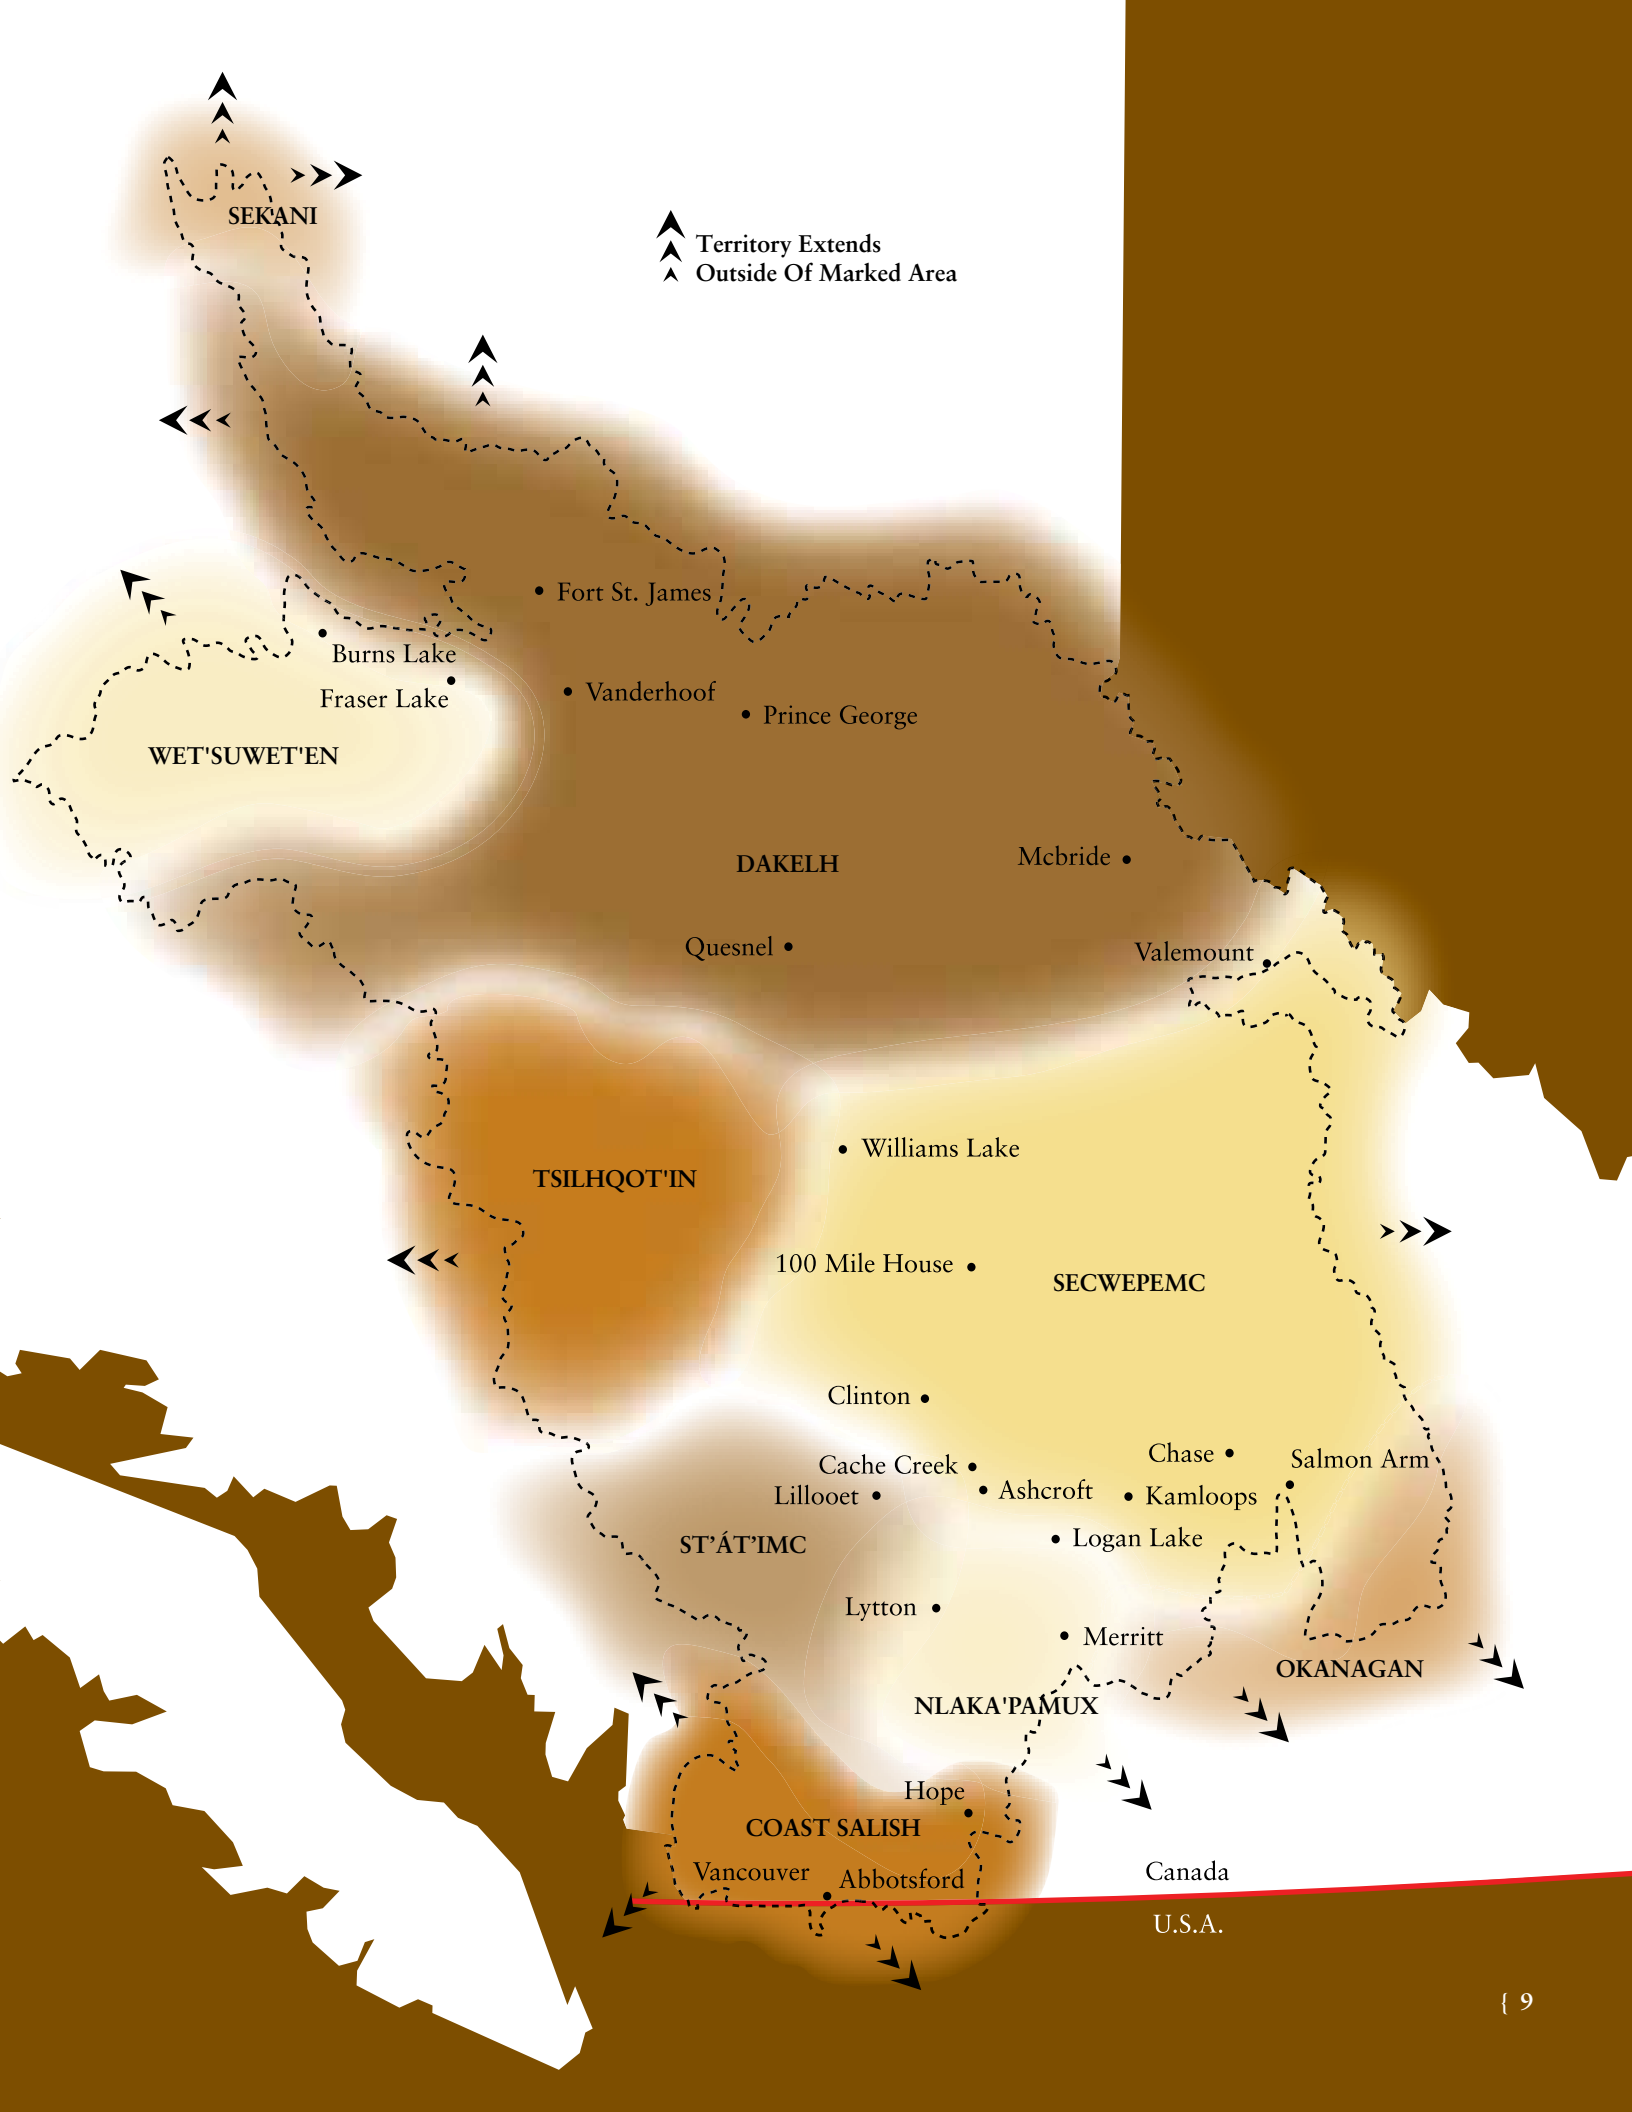 SEKANI
Territory Extends
Outside Of Marked Area
Fort St. James
Burns Lake
Fraser Lake
Vanderhoof
Prince George
WET'SUWET'EN
DAKELH
Mcbride
Quesnel
Valemount
Williams Lake
TSILHQOT'IN
100 Mile House
SECWEPEMC
Clinton
Chase
Salmon Arm
Cache Creek
Lillooet
Ashcroft
Kamloops
ST’ÁT’IMC
Logan Lake
Lytton
Merritt
OKANAGAN
NLAKA'PAMUX
Hope
COAST SALISH
Vancouver
Abbotsford
Canada
U.S.A.
{ 9